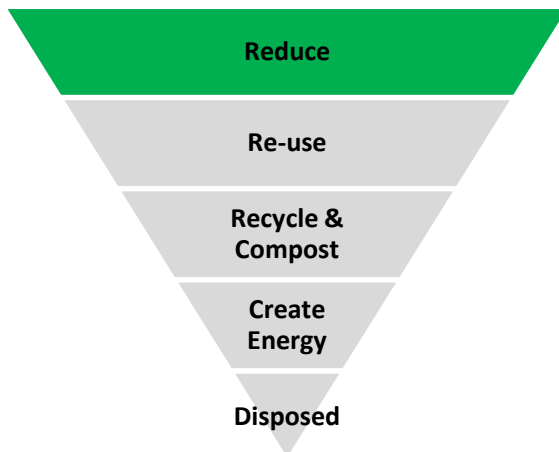 Reduce
Re-use
Recycle &
Compost
Create
Energy
Disposed